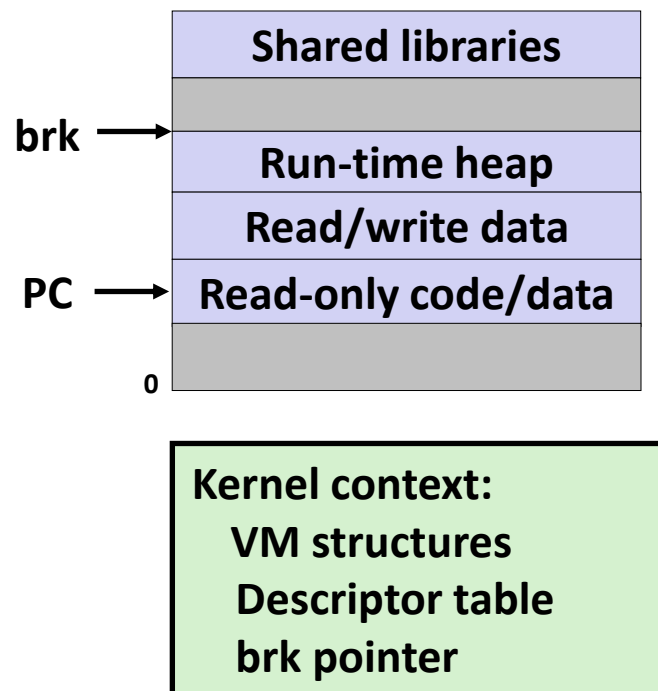 Shared libraries
brk
Run-time heap
Read/write data
PC
Read-only code/data
0
Kernel context:
VM structures
Descriptor table
brk pointer